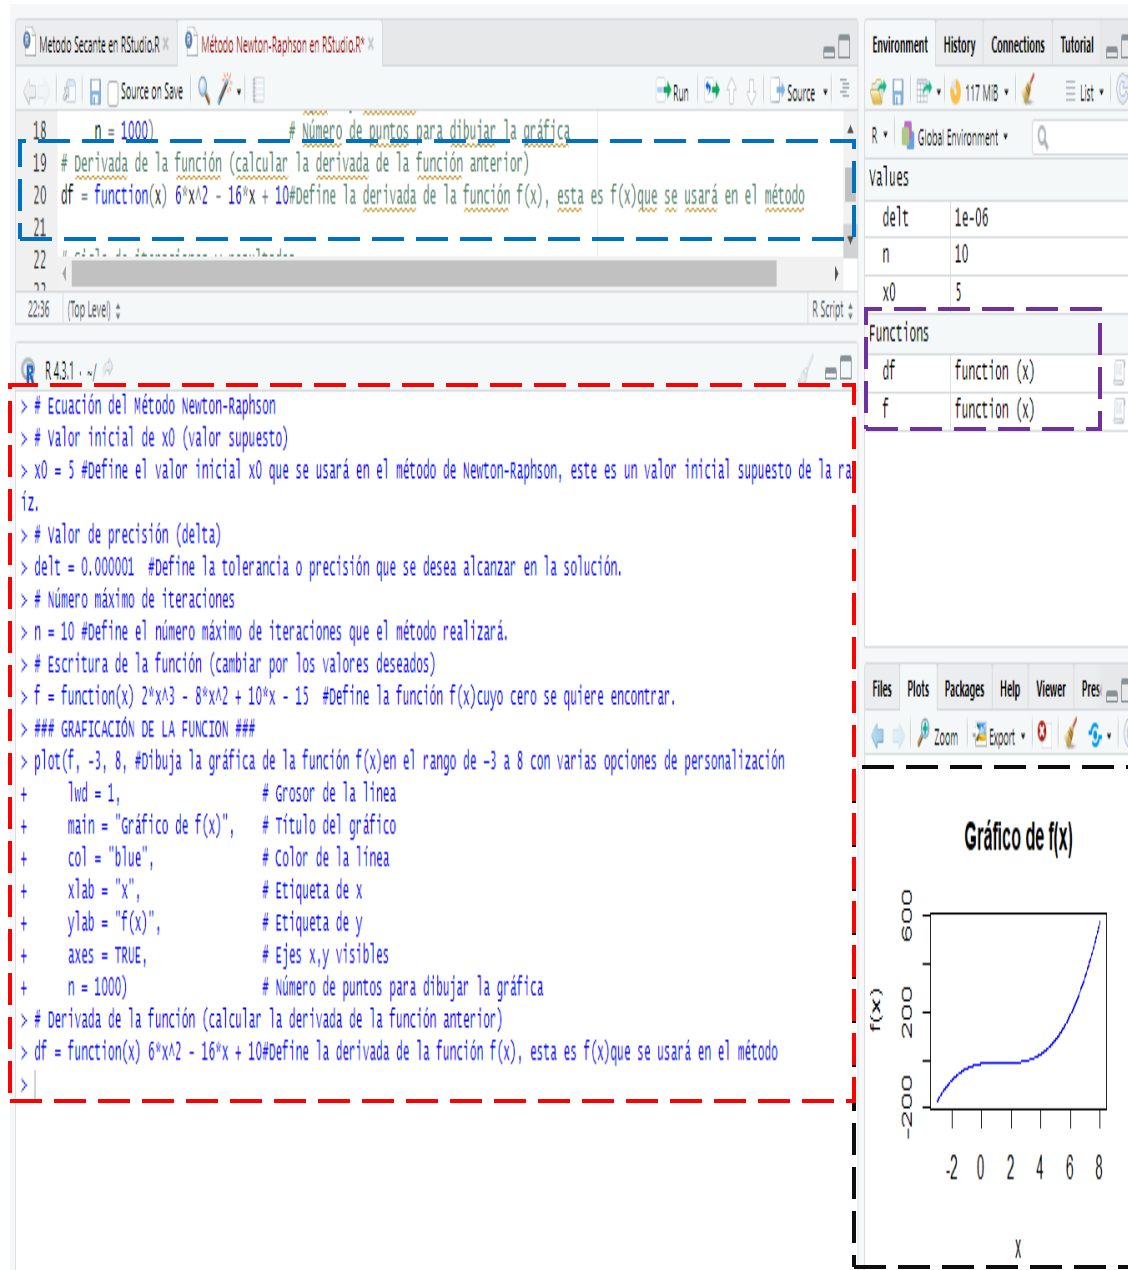 Metodo Secante en RStudio.R
Método Newton-Raphson en RStudio.R*
Source on Save
Run
Source
18 n = 1000) # Número de puntos para dibujar la gráfica
19 # Derivada de la función (calcular la derivada de la función anterior)
20 df = function(x) 6*x^2 - 16*x + 10#Define la derivada de la función f(x), esta es f(x)que se usará en el método
21
22 # Ciclo de iteraciones y resultados
22:36 (Top Level) R Script
R 4.3.1 · ~/
> # Ecuación del Método Newton-Raphson
> # Valor inicial de x0 (valor supuesto)
> x0 = 5 #Define el valor inicial x0 que se usará en el método de Newton-Raphson, este es un valor inicial supuesto de la ra
íz.
> # Valor de precisión (delta)
> delt = 0.000001 #Define la tolerancia o precisión que se desea alcanzar en la solución.
> # Número máximo de iteraciones
> n = 10 #Define el número máximo de iteraciones que el método realizará.
> # Escritura de la función (cambiar por los valores deseados)
> f = function(x) 2*x^3 - 8*x^2 + 10*x - 15 #Define la función f(x)cuyo cero se quiere encontrar.
> ### GRAFICACIÓN DE LA FUNCION ###
> plot(f, -3, 8, #Dibuja la gráfica de la función f(x)en el rango de -3 a 8 con varias opciones de personalización
+ lwd = 1, # Grosor de la linea
+ main = "Gráfico de f(x)", # Título del gráfico
+ col = "blue", # Color de la línea
+ xlab = "x", # Etiqueta de x
+ ylab = "f(x)", # Etiqueta de y
+ axes = TRUE, # Ejes x,y visibles
+ n = 1000) # Número de puntos para dibujar la gráfica
> # Derivada de la función (calcular la derivada de la función anterior)
> df = function(x) 6*x^2 - 16*x + 10#Define la derivada de la función f(x), esta es f(x)que se usará en el método
>
Environment History Connections Tutorial
117 MiB List
R Global Environment
Values
delt 1e-06
n 10
x0 5
Functions
df function (x)
f function (x)
Files Plots Packages Help Viewer Pres
Zoom Export
Gráfico de f(x)
600
200
-200
f(x)
-2 0 2 4 6 8
x